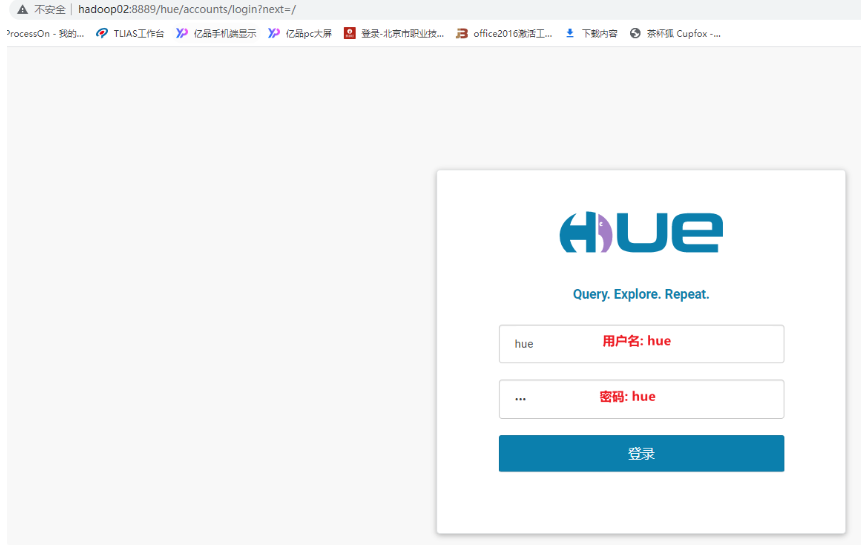 不安全 | hadoop02:8889/hue/accounts/login?next=/
ProcessOn - 我的... TLIAS工作台 亿品手机端显示 亿品pc大屏 登录-北京市职业技... office2016激活工... 下载内容 茶杯狐 Cupfox -...
Hue
Query. Explore. Repeat.
hue 用户名: hue
••• 密码: hue
登录